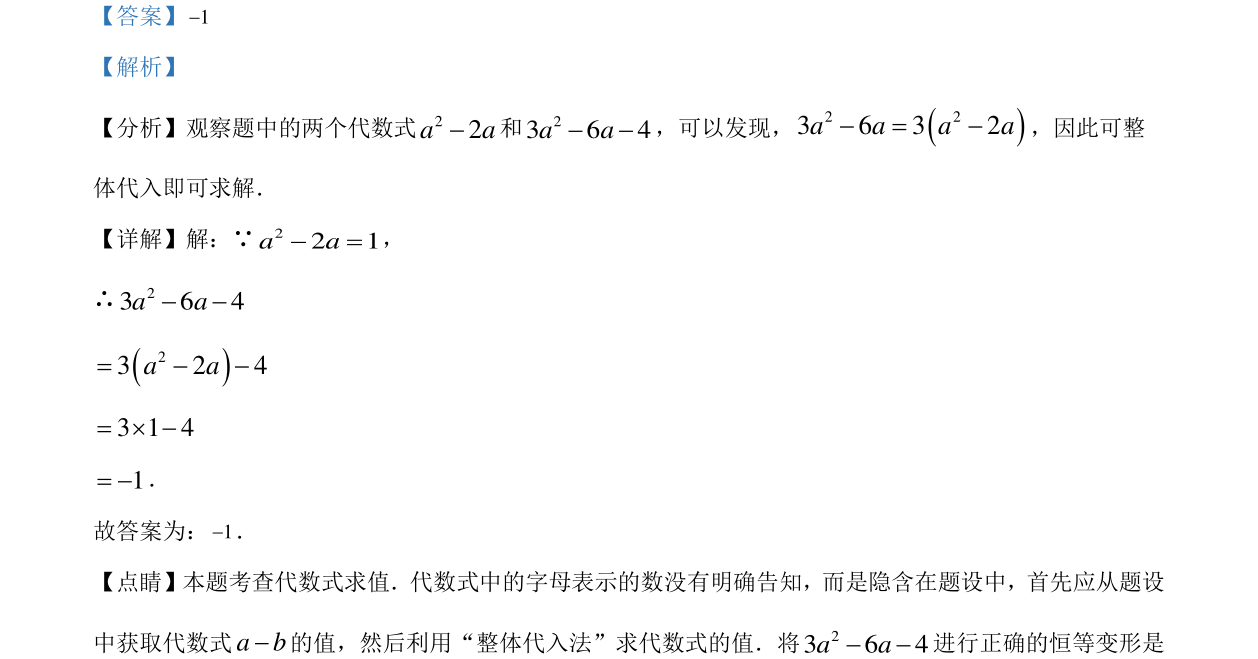 【答案】-1
【解析】
【分析】观察题中的两个代数式 a² − 2a 和 3a² − 6a − 4，可以发现，3a² − 6a = 3(a² − 2a)，因此可整
体代入即可求解．
【详解】解：∵ a² − 2a = 1，
∴ 3a² − 6a − 4
= 3(a² − 2a) − 4
= 3×1 − 4
= −1．
故答案为：−1．
【点睛】本题考查代数式求值．代数式中的字母表示的数没有明确告知，而是隐含在题设中，首先应从题设
中获取代数式 a − b 的值，然后利用“整体代入法”求代数式的值．将 3a² − 6a − 4 进行正确的恒等变形是